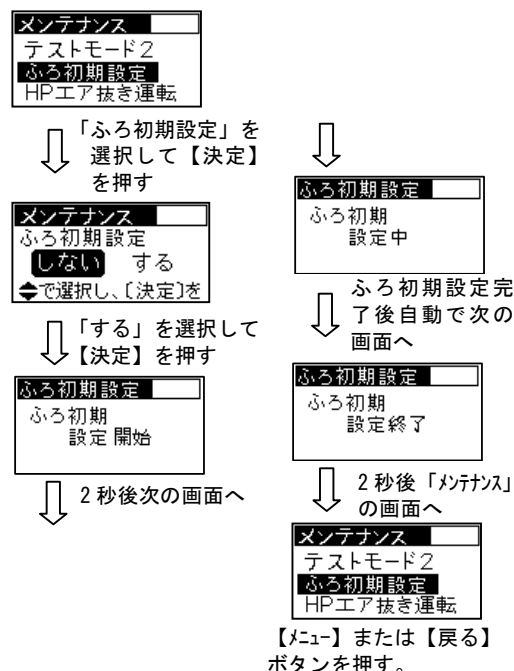 メンテナンス
テストモード2
ふろ初期設定
HPエア抜き運転
「ふろ初期設定」を
選択して【決定】
を押す
メンテナンス
ふろ初期設定
しない する
◆で選択し、〔決定〕を
「する」を選択して
【決定】を押す
ふろ初期設定
ふろ初期
設定開始
2秒後次の画面へ
ふろ初期設定
ふろ初期
設定中
ふろ初期設定完
了後自動で次の
画面へ
ふろ初期設定
ふろ初期
設定終了
2秒後「メンテナンス」
の画面へ
メンテナンス
テストモード2
ふろ初期設定
HPエア抜き運転
【メニュー】または【戻る】
ボタンを押す。